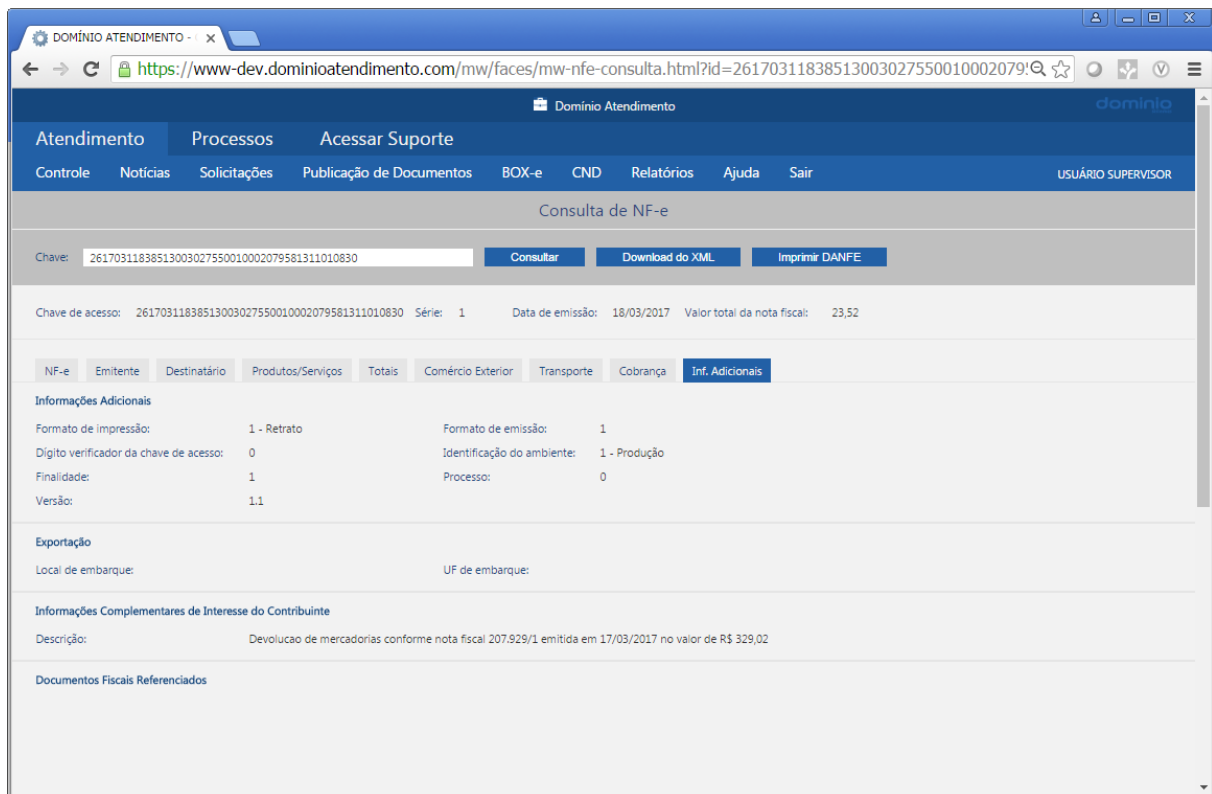 DOMÍNIO ATENDIMENTO -
https://www-dev.dominioatendimento.com/mw/faces/mw-nfe-consulta.html?id=261703118385130030275500100020795
Domínio Atendimento
domínio
Atendimento Processos Acessar Suporte
Controle Notícias Solicitações Publicação de Documentos BOX-e CND Relatórios Ajuda Sair USUÁRIO SUPERVISOR
Consulta de NF-e
Chave: 26170311838513003027550010002079581311010830 Consultar Download do XML Imprimir DANFE
Chave de acesso: 26170311838513003027550010002079581311010830 Série: 1 Data de emissão: 18/03/2017 Valor total da nota fiscal: 23,52
NF-e Emitente Destinatário Produtos/Serviços Totais Comércio Exterior Transporte Cobrança Inf. Adicionais
Informações Adicionais
Formato de impressão: 1 - Retrato Formato de emissão: 1
Dígito verificador da chave de acesso: 0 Identificação do ambiente: 1 - Produção
Finalidade: 1 Processo: 0
Versão: 1.1
Exportação
Local de embarque: UF de embarque:
Informações Complementares de Interesse do Contribuinte
Descrição: Devolucao de mercadorias conforme nota fiscal 207.929/1 emitida em 17/03/2017 no valor de R$ 329,02
Documentos Fiscais Referenciados